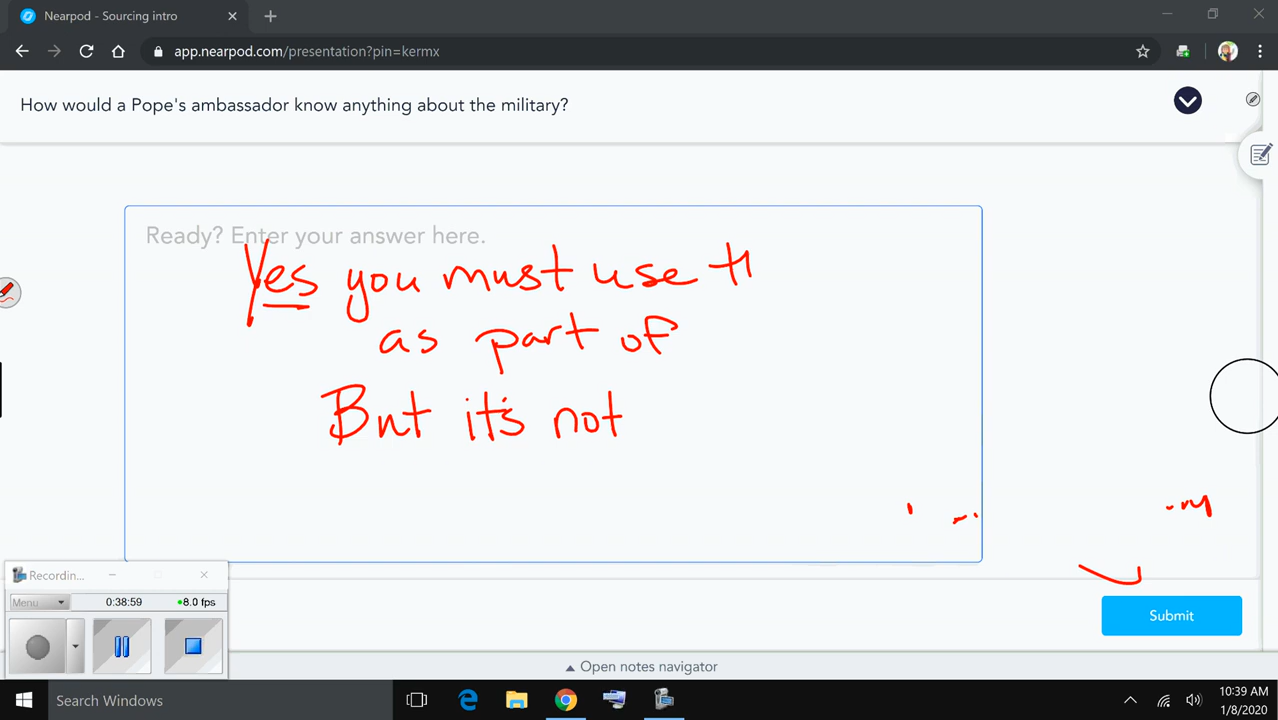 Nearpod - Sourcing intro
app.nearpod.com/presentation?pin=kermx
How would a Pope's ambassador know anything about the military?
Ready? Enter your answer here.
Yes you must use
as part of
But it's not
Recordin...
Menu
0:38:59
8.0 fps
Submit
Open notes navigator
Search Windows
10:39 AM
1/8/2020